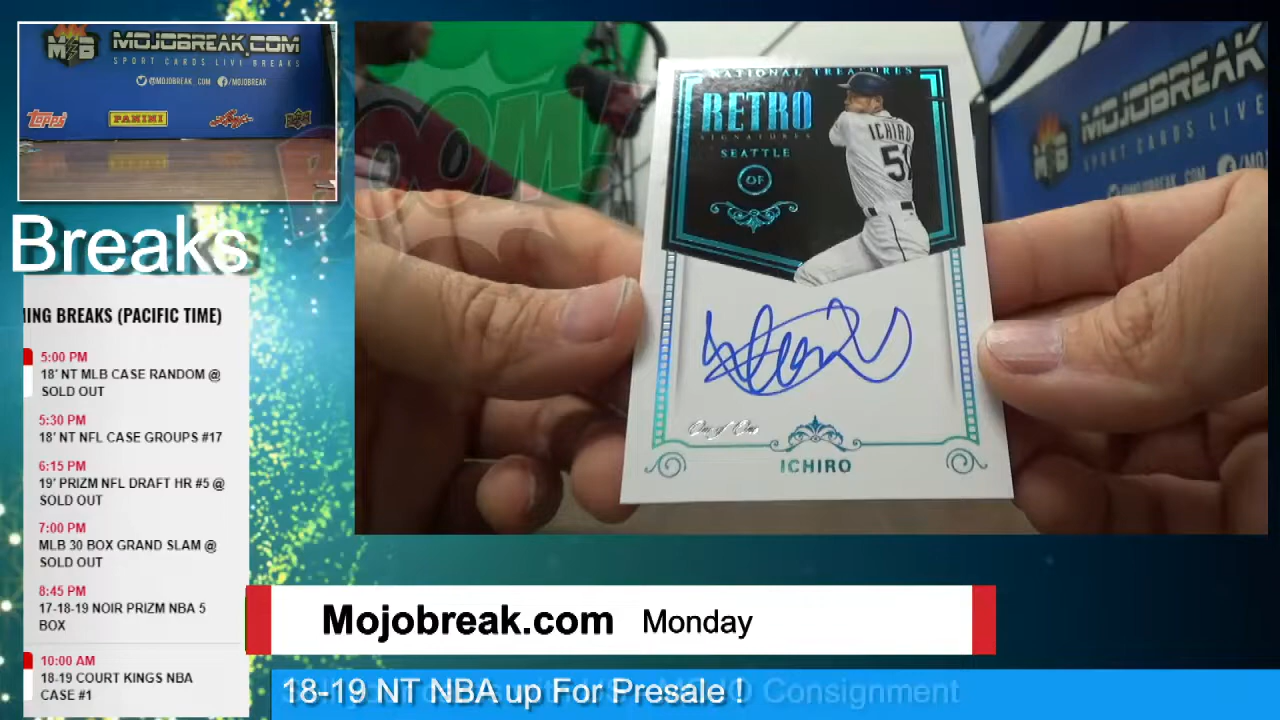 MB
MOJOBREAK.COM
SPORT CARDS LIVE BREAKS
@MOJOBREAK_COM /MOJOBREAK
Topps PANINI
Breaks
ING BREAKS (PACIFIC TIME)
5:00 PM
18' NT MLB CASE RANDOM @
SOLD OUT
5:30 PM
18' NT NFL CASE GROUPS #17
6:15 PM
19' PRIZM NFL DRAFT HR #5 @
SOLD OUT
7:00 PM
MLB 30 BOX GRAND SLAM @
SOLD OUT
8:45 PM
17-18-19 NOIR PRIZM NBA 5
BOX
10:00 AM
18-19 COURT KINGS NBA
CASE #1
BOOM!
NATIONAL TREASURES
RETRO
SIGNATURES
SEATTLE
OF
ICHIRO
51
Ichiro
One of One
ICHIRO
MOJOBREAK
SPORT CARDS LIVE
Mojobreak.com Monday
18-19 NT NBA up For Presale !
Consignment